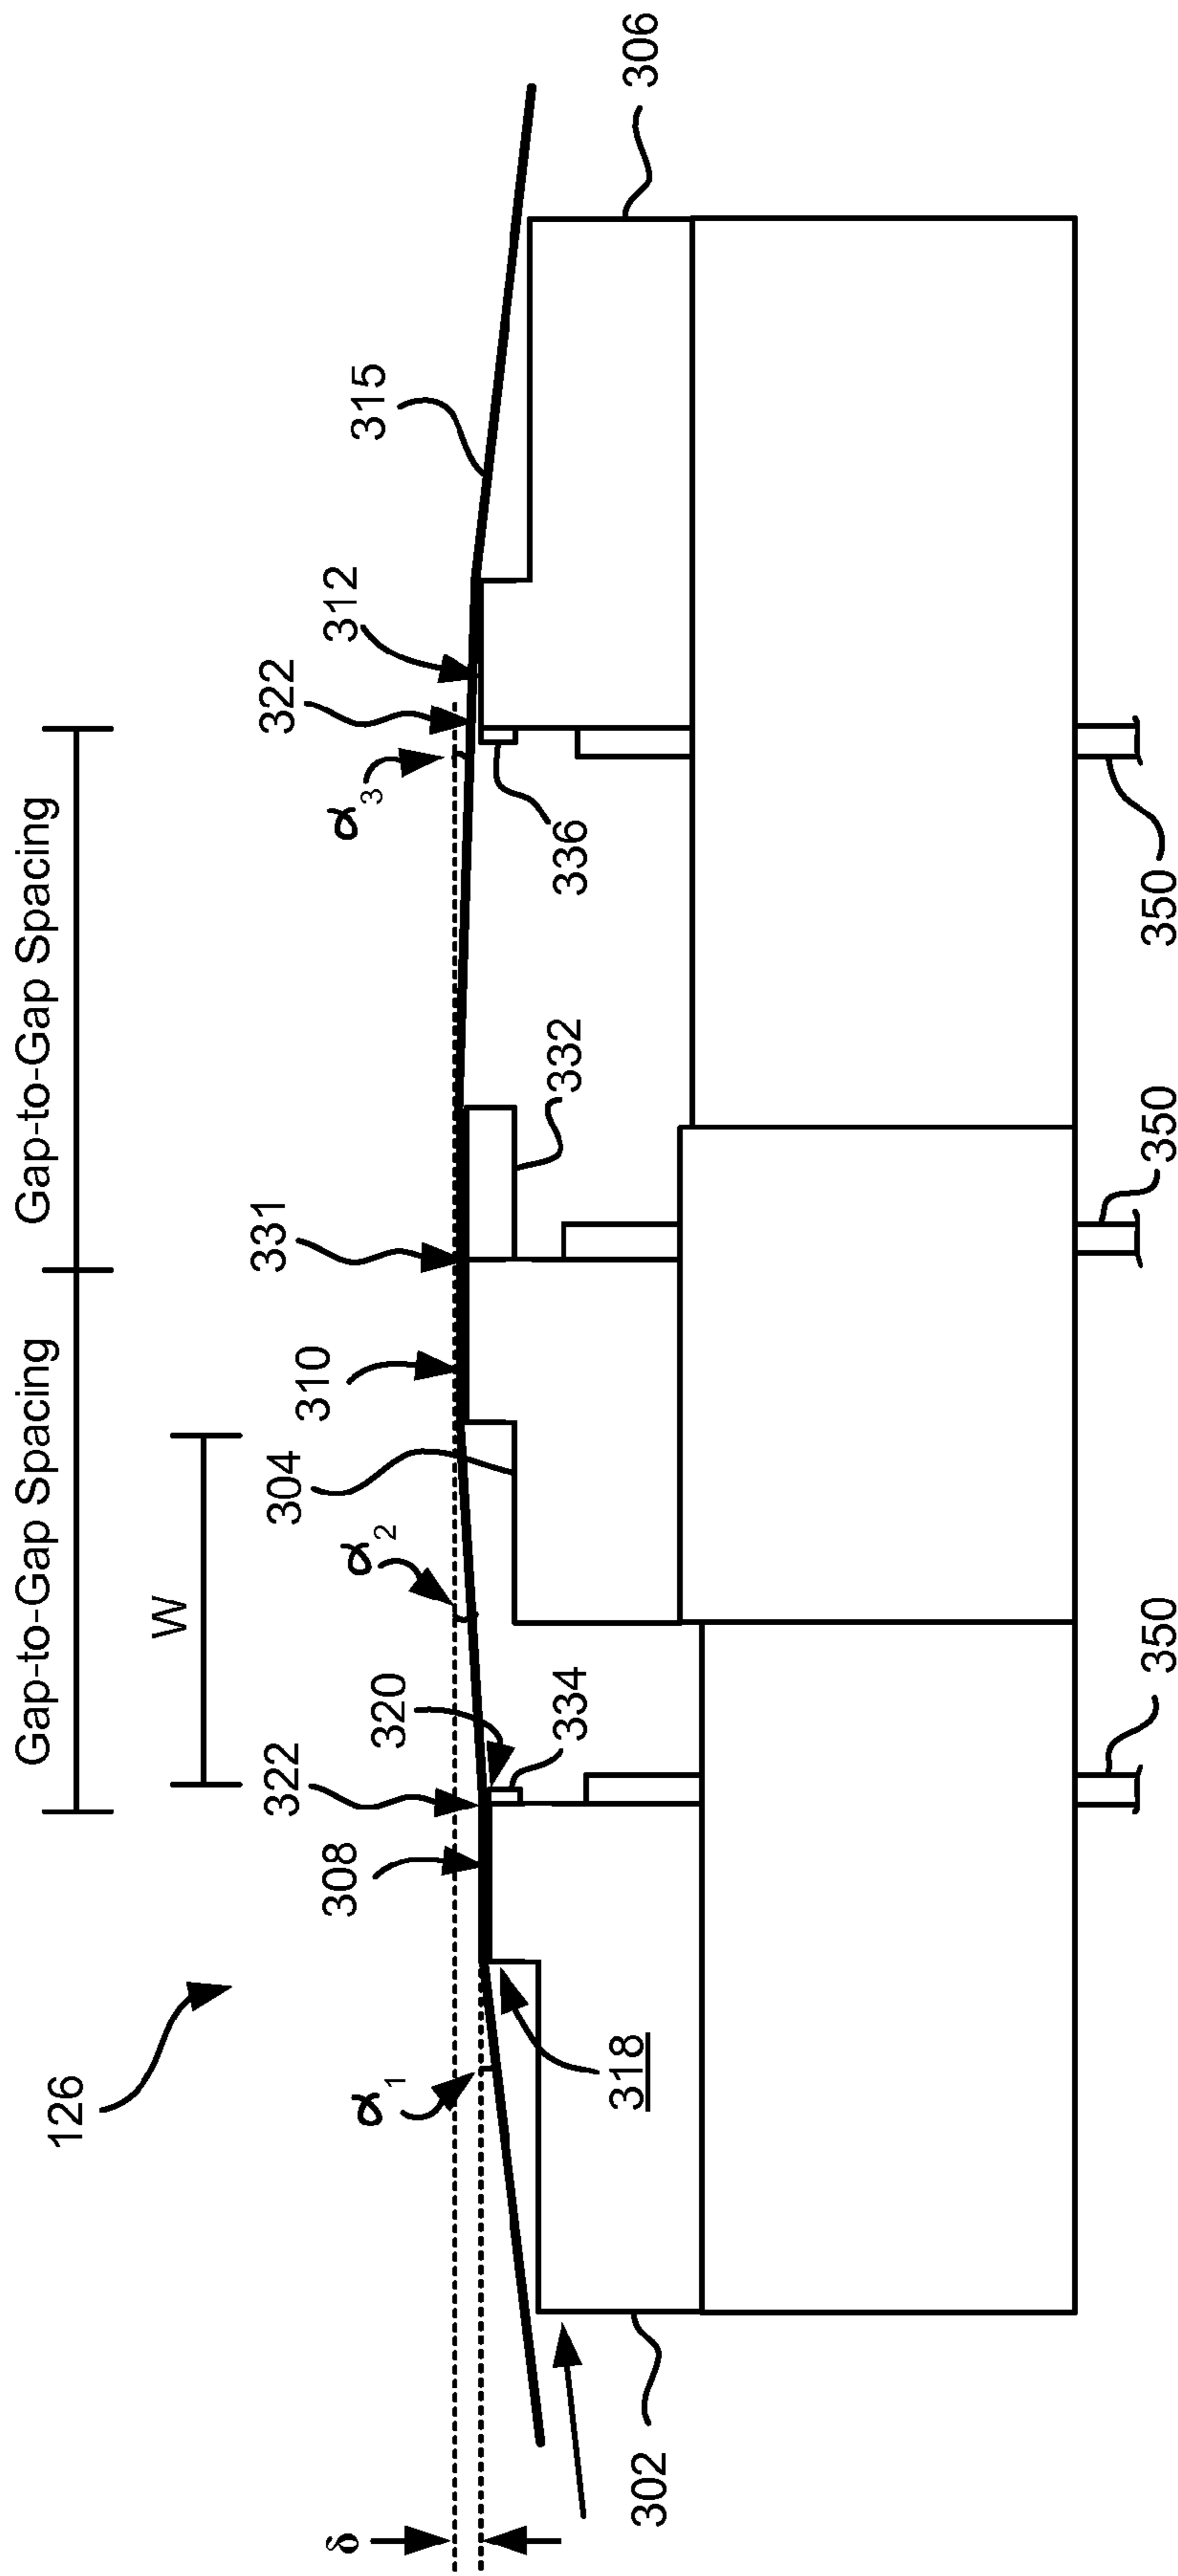 Gap-to-Gap Spacing
Gap-to-Gap Spacing
W
126
δ
α1
308
322
320
334
α2
304
310
331
332
α3
322
312
336
315
306
318
302
350
350
350